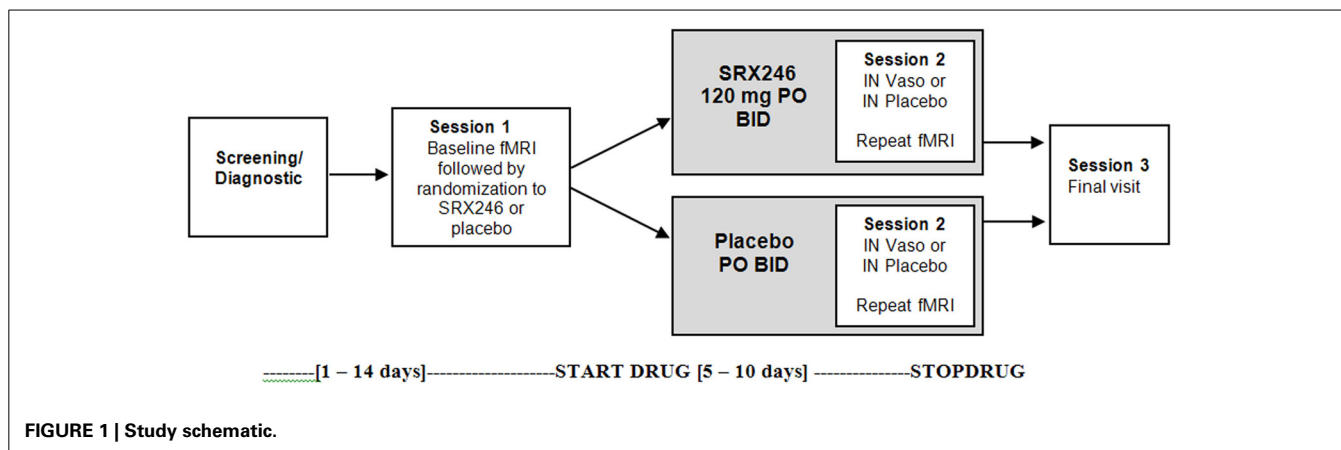 Screening/
Diagnostic
Session 1
Baseline fMRI
followed by
randomization to
SRX246 or
placebo
SRX246
120 mg PO
BID
Session 2
IN Vaso or
IN Placebo
Repeat fMRI
Placebo
PO BID
Session 2
IN Vaso or
IN Placebo
Repeat fMRI
Session 3
Final visit
--------[1 – 14 days]--------------------START DRUG [5 – 10 days] ---------------STOPDRUG
FIGURE 1 | Study schematic.